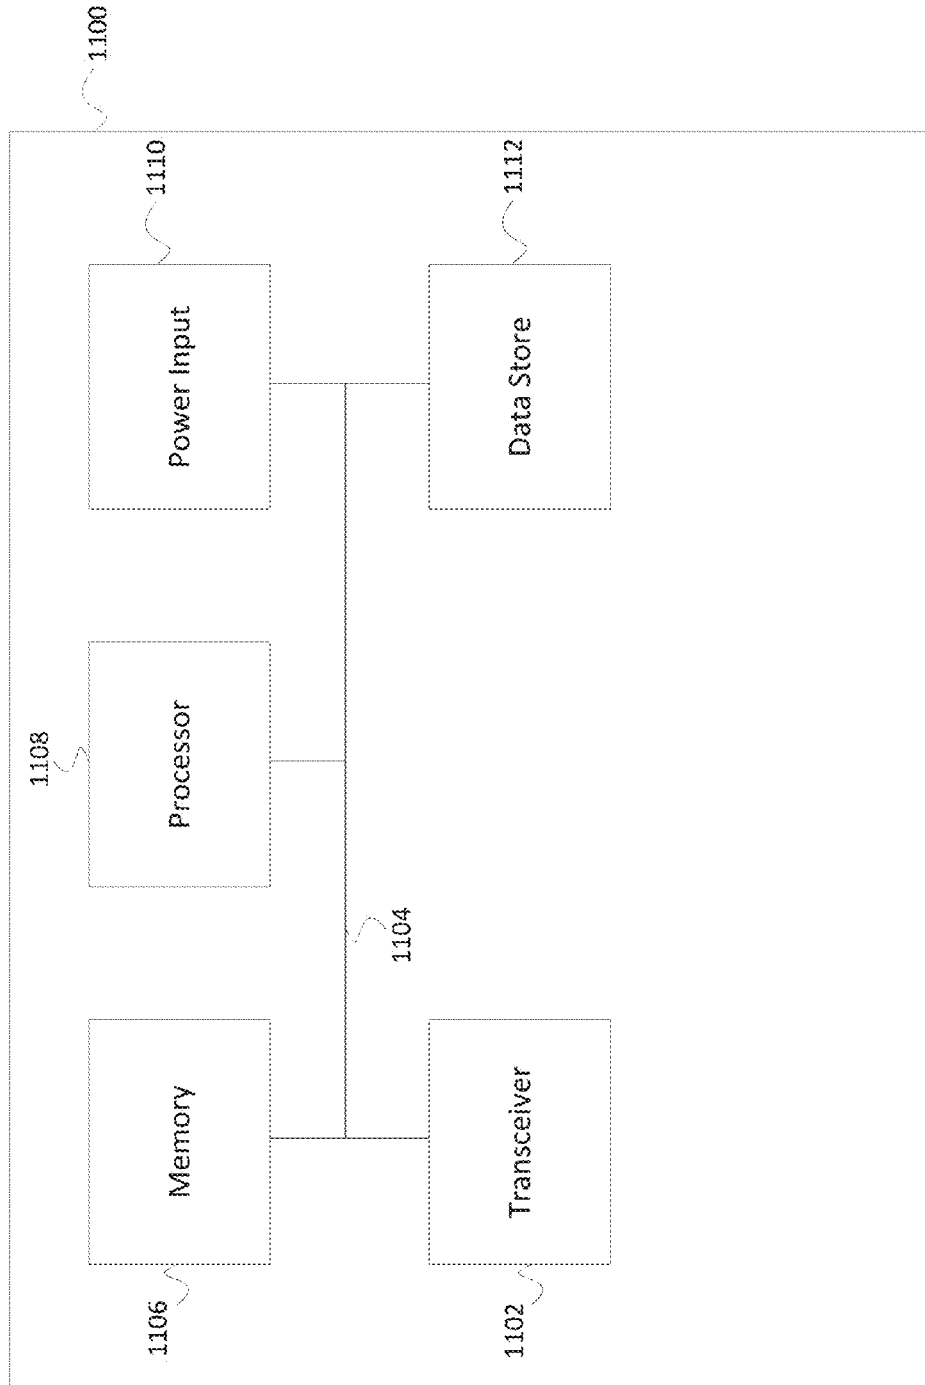 1100
1106
Memory
1108
Processor
1110
Power Input
1104
1102
Transceiver
1112
Data Store